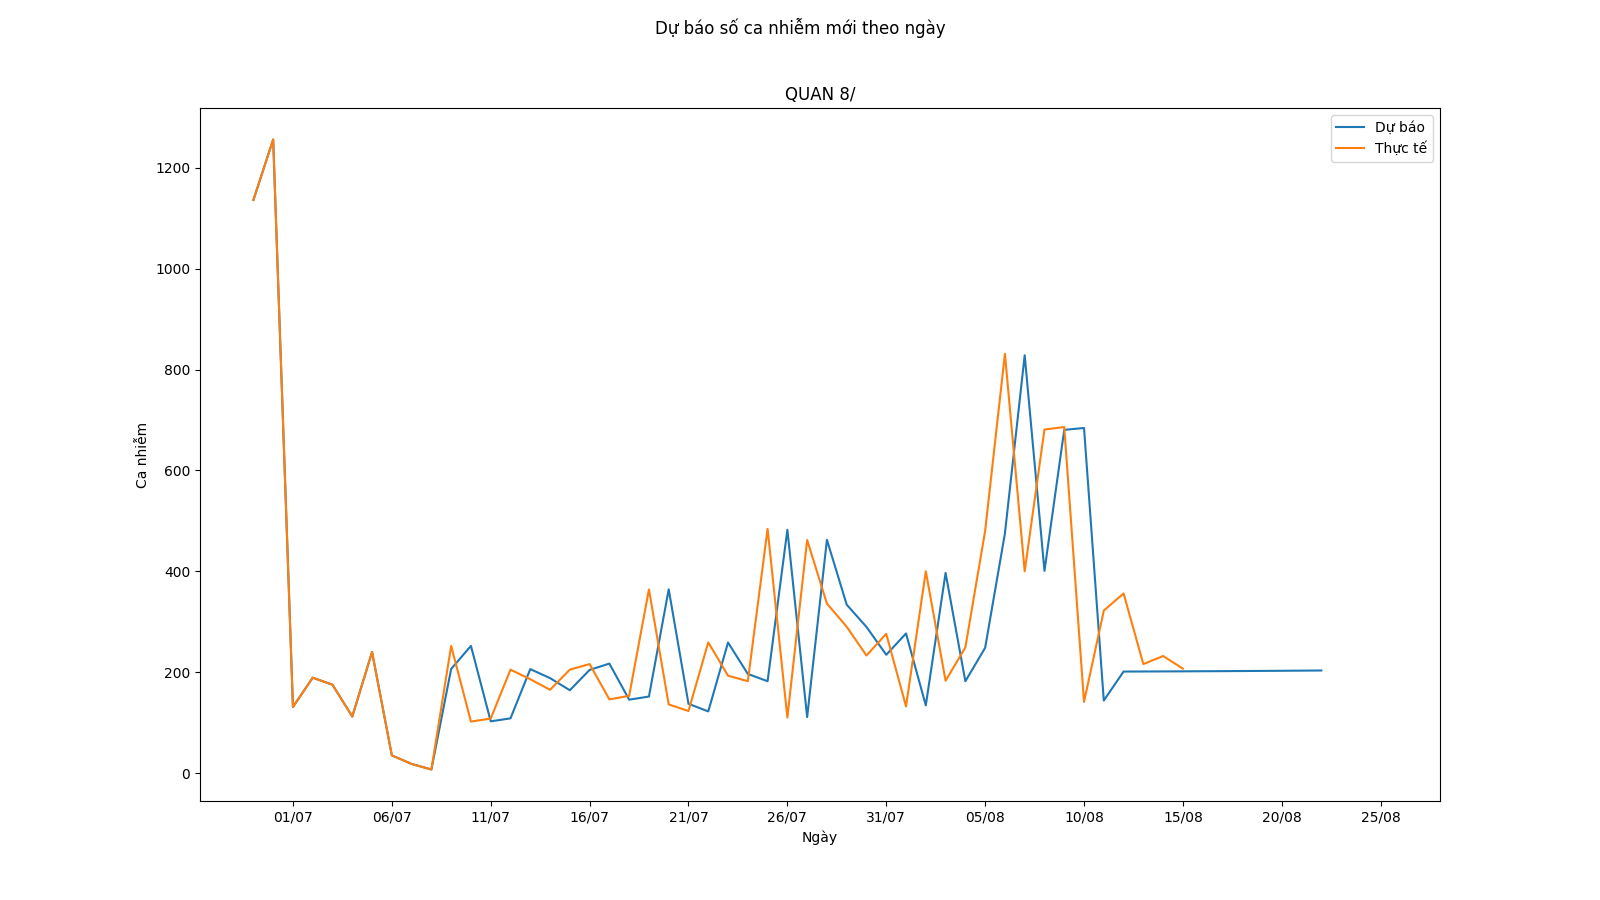 Dự báo số ca nhiễm mới theo ngày
QUAN 8/
Dự báo
Thực tế
1200
1000
800
600
400
200
0
Ca nhiễm
01/07 06/07 11/07 16/07 21/07 26/07 31/07 05/08 10/08 15/08 20/08 25/08
Ngày